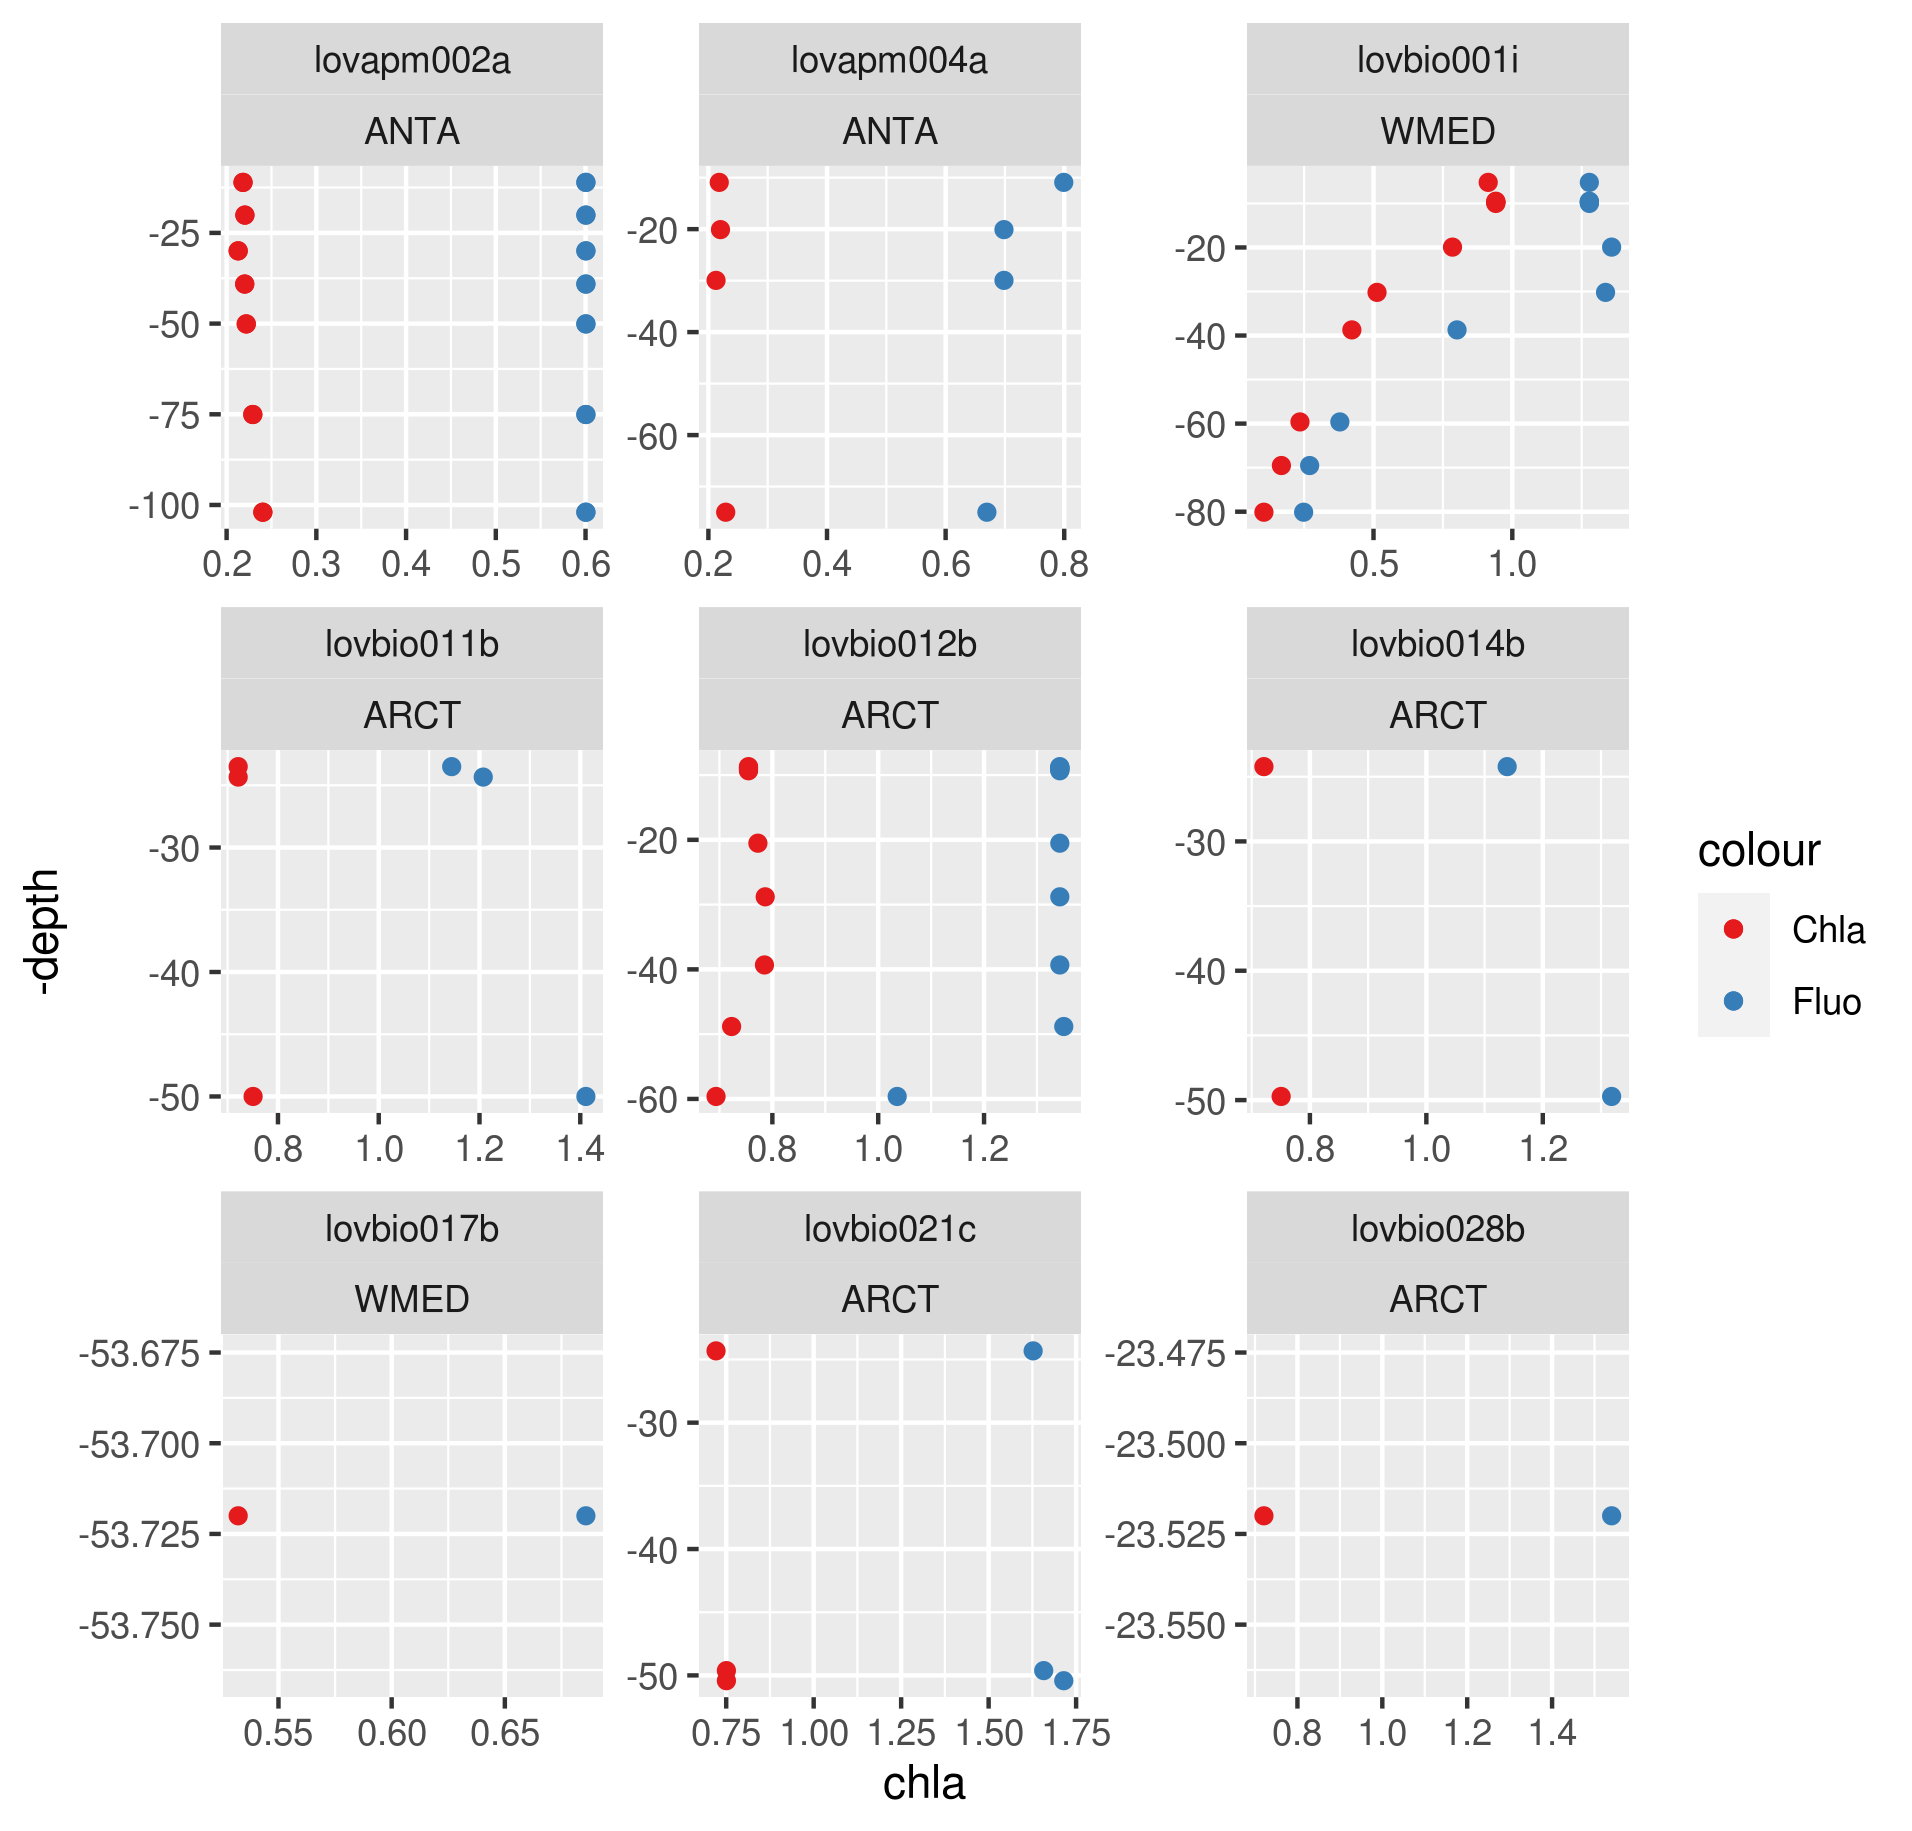 lovapm002a
lovapm004a
lovbio001i
ANTA
ANTA
WMED
-25
-50
-75
-100
0.2 0.3 0.4 0.5 0.6
-20
-40
-60
0.2 0.4 0.6 0.8
-20
-40
-60
-80
0.5 1.0
lovbio011b
lovbio012b
lovbio014b
ARCT
ARCT
ARCT
-30
-40
-50
0.8 1.0 1.2 1.4
-20
-40
-60
0.8 1.0 1.2
-30
-40
-50
0.8 1.0 1.2
lovbio017b
lovbio021c
lovbio028b
WMED
ARCT
ARCT
-53.675
-53.700
-53.725
-53.750
0.55 0.60 0.65
-30
-40
-50
0.75 1.00 1.25 1.50 1.75
-23.475
-23.500
-23.525
-23.550
0.8 1.0 1.2 1.4
chla
-depth
colour
Chla
Fluo